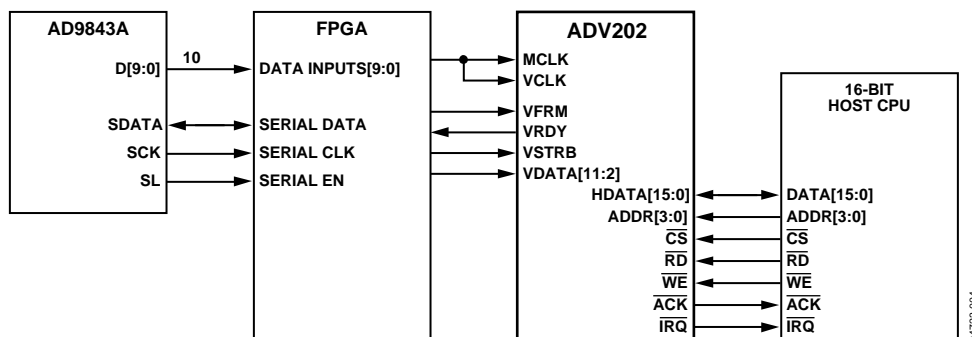 AD9843A
D[9:0]
SDATA
SCK
SL
10
FPGA
DATA INPUTS[9:0]
SERIAL DATA
SERIAL CLK
SERIAL EN
ADV202
MCLK
VCLK
VFRM
VRDY
VSTRB
VDATA[11:2]
HDATA[15:0]
ADDR[3:0]
CS
RD
WE
ACK
IRQ
16-BIT
HOST CPU
DATA[15:0]
ADDR[3:0]
CS
RD
WE
ACK
IRQ